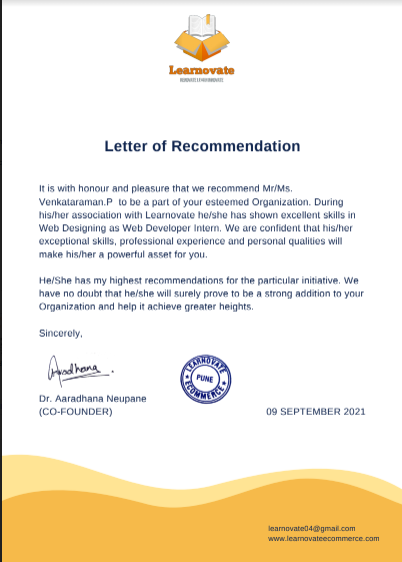 Learnovate
Letter of Recommendation
It is with honour and pleasure that we recommend Mr/Ms.
Venkataraman.P to be a part of your esteemed Organization. During
his/her association with Learnovate he/she has shown excellent skills in
Web Designing as Web Developer Intern. We are confident that his/her
exceptional skills, professional experience and personal qualities will
make his/her a powerful asset for you.
He/She has my highest recommendations for the particular initiative. We
have no doubt that he/she will surely prove to be a strong addition to your
Organization and help it achieve greater heights.
Sincerely,
Aaradhana
LEARNOVATE
PUNE
ECOMMERCE
Dr. Aaradhana Neupane
(CO-FOUNDER)
09 SEPTEMBER 2021
learnovate04@gmail.com
www.learnovateecommerce.com